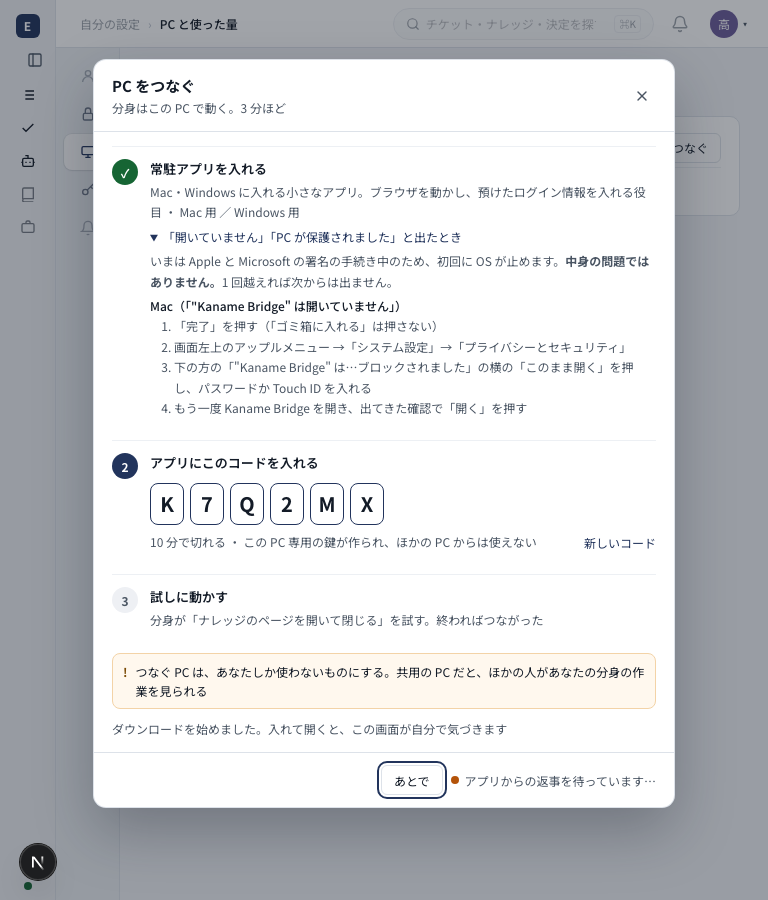 E
自分の設定 › PC と使った量
チケット・ナレッジ・決定を探
⌘K
高
PC をつなぐ
分身はこの PC で動く。3 分ほど
つなぐ
常駐アプリを入れる
Mac・Windows に入れる小さなアプリ。ブラウザを動かし、預けたログイン情報を入れる役
目 ・ Mac 用 ／ Windows 用
▼ 「開いていません」「PC が保護されました」と出たとき
いまは Apple と Microsoft の署名の手続き中のため、初回に OS が止めます。中身の問題では
ありません。1 回越えれば次からは出ません。
Mac（「"Kaname Bridge" は開いていません」）
1. 「完了」を押す（「ゴミ箱に入れる」は押さない）
2. 画面左上のアップルメニュー →「システム設定」→「プライバシーとセキュリティ」
3. 下の方の「"Kaname Bridge" は…ブロックされました」の横の「このまま開く」を押
し、パスワードか Touch ID を入れる
4. もう一度 Kaname Bridge を開き、出てきた確認で「開く」を押す
2 アプリにこのコードを入れる
K 7 Q 2 M X
10 分で切れる ・ この PC 専用の鍵が作られ、ほかの PC からは使えない
新しいコード
3 試しに動かす
分身が「ナレッジのページを開いて閉じる」を試す。終わればつながった
! つなぐ PC は、あなたしか使わないものにする。共用の PC だと、ほかの人があなたの分身の作
業を見られる
ダウンロードを始めました。入れて開くと、この画面が自分で気づきます
あとで
アプリからの返事を待っています…
N